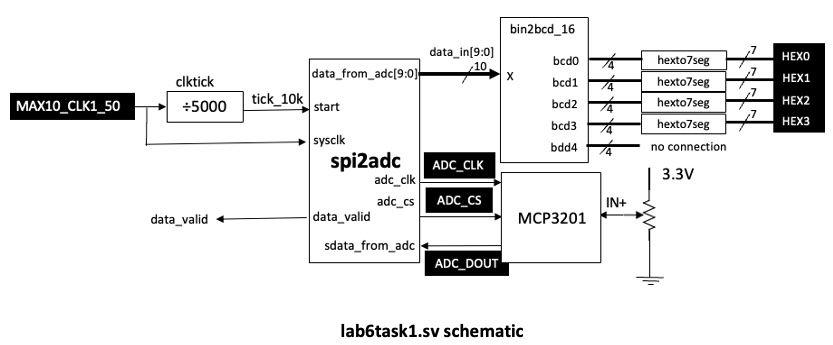 bin2bcd_16
data_in[9:0]
10
X
bcd0
4
hexto7seg
7
HEX0
bcd1
4
hexto7seg
7
HEX1
bcd2
4
hexto7seg
7
HEX2
bcd3
4
hexto7seg
7
HEX3
bdd4
4
no connection
clktick
÷5000
MAX10_CLK1_50
tick_10k
data_from_adc[9:0]
start
sysclk
spi2adc
adc_clk
ADC_CLK
adc_cs
ADC_CS
data_valid
data_valid
sdata_from_adc
ADC_DOUT
MCP3201
IN+
3.3V
lab6task1.sv schematic